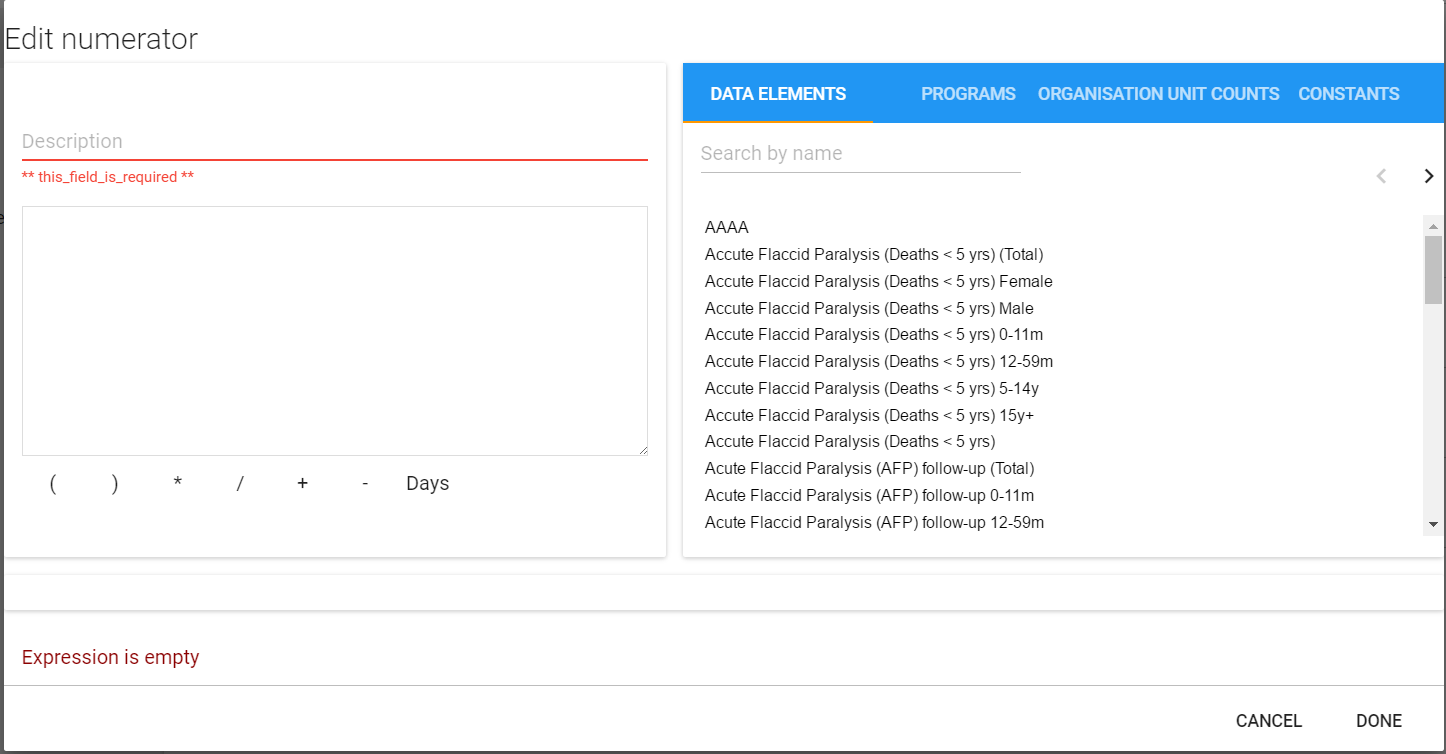 Edit numerator
Description
** this_field_is_required **
( ) * / + - Days
DATA ELEMENTS PROGRAMS ORGANISATION UNIT COUNTS CONSTANTS
Search by name
AAAA
Accute Flaccid Paralysis (Deaths < 5 yrs) (Total)
Accute Flaccid Paralysis (Deaths < 5 yrs) Female
Accute Flaccid Paralysis (Deaths < 5 yrs) Male
Accute Flaccid Paralysis (Deaths < 5 yrs) 0-11m
Accute Flaccid Paralysis (Deaths < 5 yrs) 12-59m
Accute Flaccid Paralysis (Deaths < 5 yrs) 5-14y
Accute Flaccid Paralysis (Deaths < 5 yrs) 15y+
Accute Flaccid Paralysis (Deaths < 5 yrs)
Acute Flaccid Paralysis (AFP) follow-up (Total)
Acute Flaccid Paralysis (AFP) follow-up 0-11m
Acute Flaccid Paralysis (AFP) follow-up 12-59m
Expression is empty
CANCEL DONE